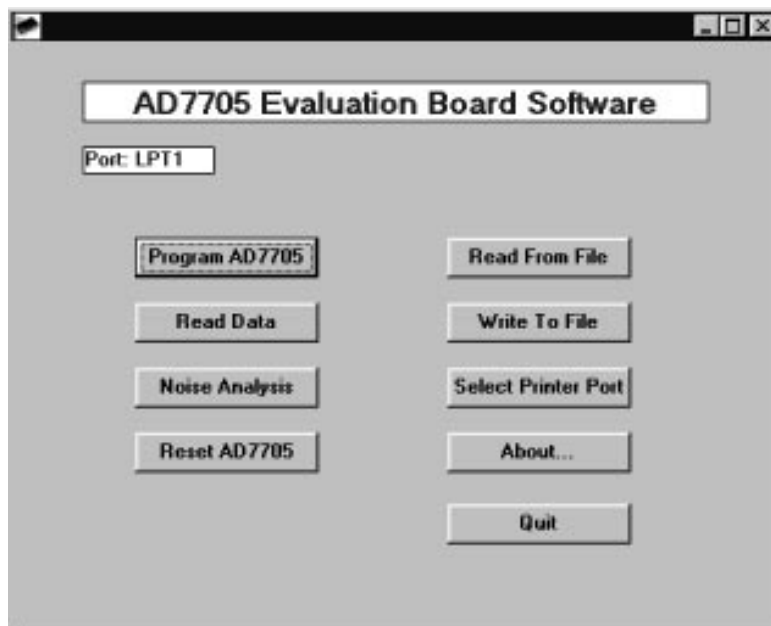 AD7705 Evaluation Board Software
Port: LPT1
Program AD7705
Read Data
Noise Analysis
Reset AD7705
Read From File
Write To File
Select Printer Port
About...
Quit